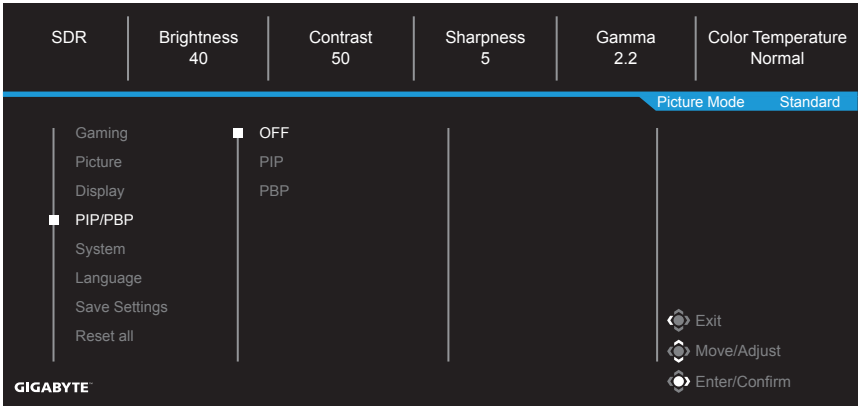 SDR Brightness Contrast Sharpness Gamma Color Temperature
40 50 5 2.2 Normal
Picture Mode Standard
Gaming OFF
Picture PIP
Display PBP
PIP/PBP
System
Language
Save Settings
Reset all
Exit
Move/Adjust
Enter/Confirm
GIGABYTE™